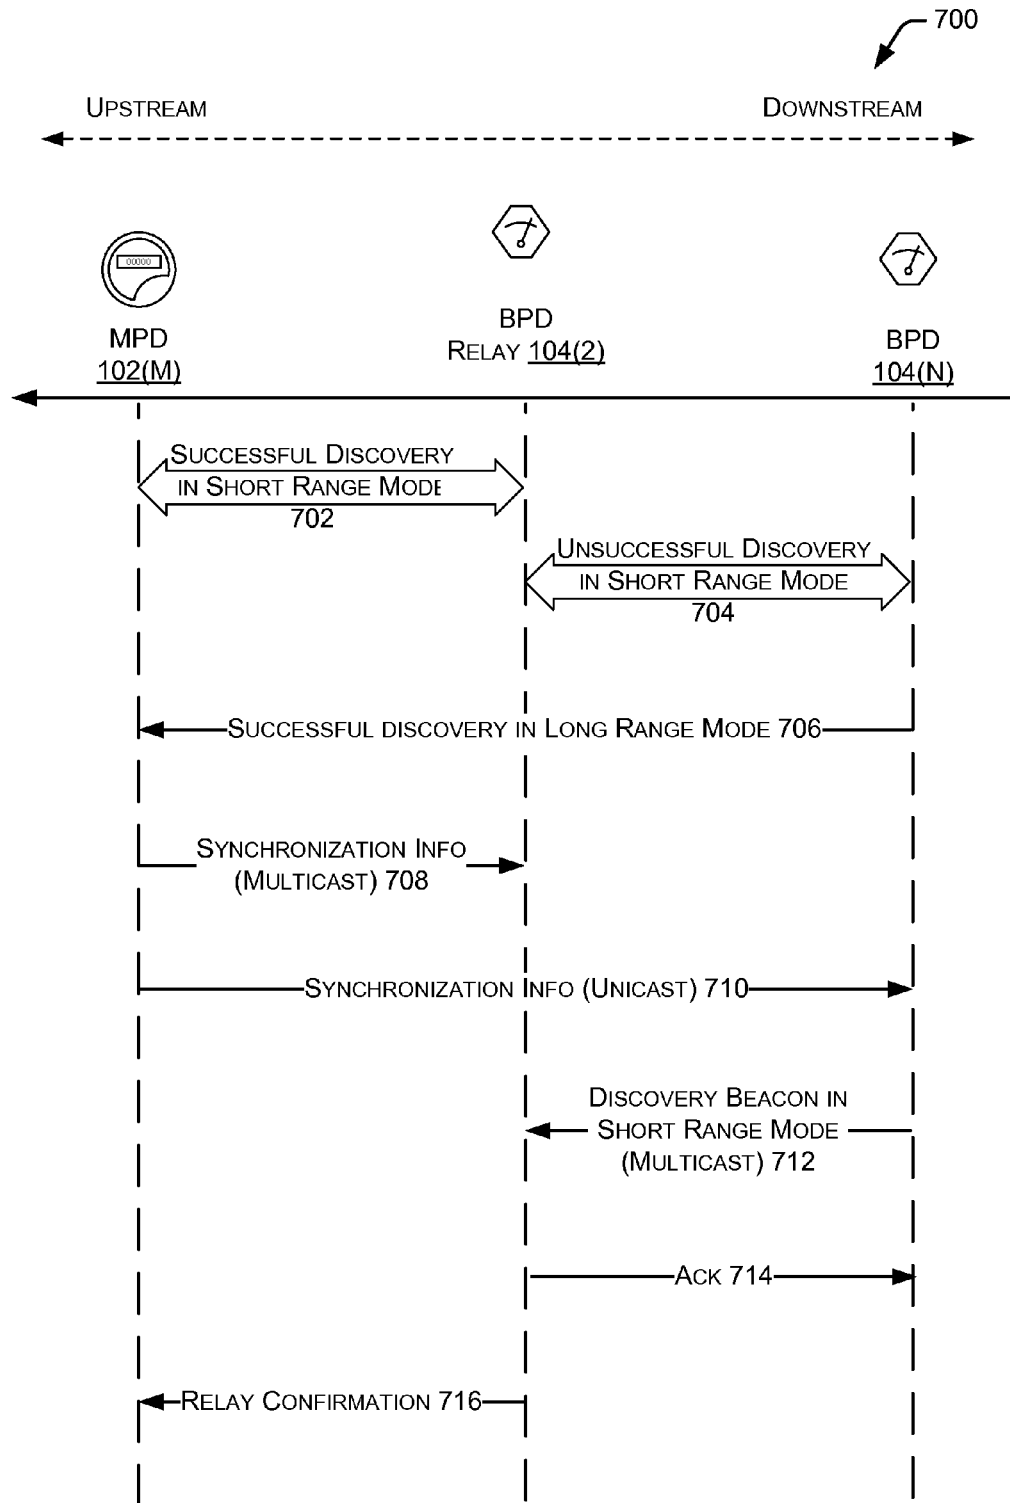 700
UPSTREAM
DOWNSTREAM
00000
MPD
102(M)
BPD
RELAY 104(2)
BPD
104(N)
SUCCESSFUL DISCOVERY
IN SHORT RANGE MODE
702
UNSUCCESSFUL DISCOVERY
IN SHORT RANGE MODE
704
SUCCESSFUL DISCOVERY IN LONG RANGE MODE 706
SYNCHRONIZATION INFO
(MULTICAST) 708
SYNCHRONIZATION INFO (UNICAST) 710
DISCOVERY BEACON IN
SHORT RANGE MODE
(MULTICAST) 712
ACK 714
RELAY CONFIRMATION 716